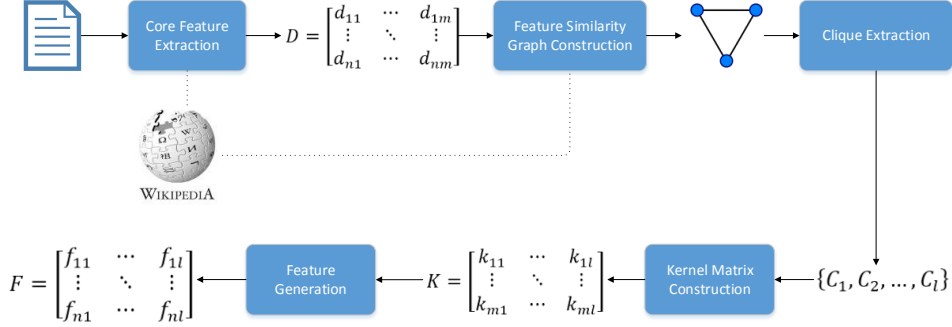 Core Feature
Extraction
D = [d₁₁ ⋯ d₁ₘ
⋮ ⋱ ⋮
dₙ₁ ⋯ dₙₘ]
Feature Similarity
Graph Construction
Clique Extraction
WIKIPEDIA
F = [f₁₁ ⋯ f₁ₗ
⋮ ⋱ ⋮
fₙ₁ ⋯ fₙₗ]
Feature
Generation
K = [k₁₁ ⋯ k₁ₗ
⋮ ⋱ ⋮
kₘ₁ ⋯ kₘₗ]
Kernel Matrix
Construction
{C₁, C₂, …, Cₗ}